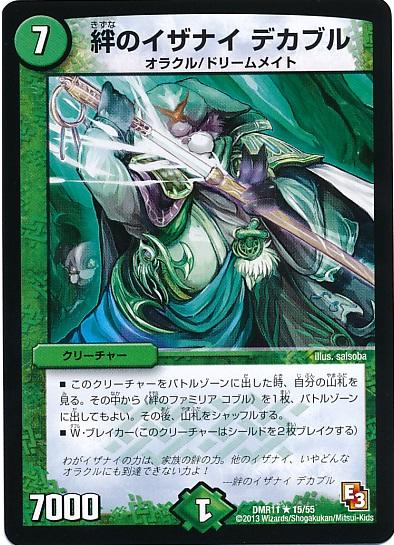 7
きずな
絆のイザナイ デカブル
オラクル/ドリームメイト
illus. salsoba
クリーチャー
■このクリーチャーをバトルゾーンに出した時、自分の山札を
見る。その中から《絆のファミリア コブル》を1枚、バトルゾー
ンに出してもよい。その後、山札をシャッフルする。
■W・ブレイカー(このクリーチャーはシールドを2枚ブレイクする)
わがイザナイの力は、家族の絆の力。他のイザナイ、いやどんな
オラクルにも到達できない力よ!
---絆のイザナイ デカブル
7000
1
E3
DMR11 ★ 15/55
©2013 Wizards/Shogakukan/Mitsui-Kids